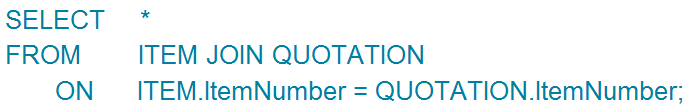 SELECT *
FROM ITEM JOIN QUOTATION
ON ITEM.ItemNumber = QUOTATION.ItemNumber;